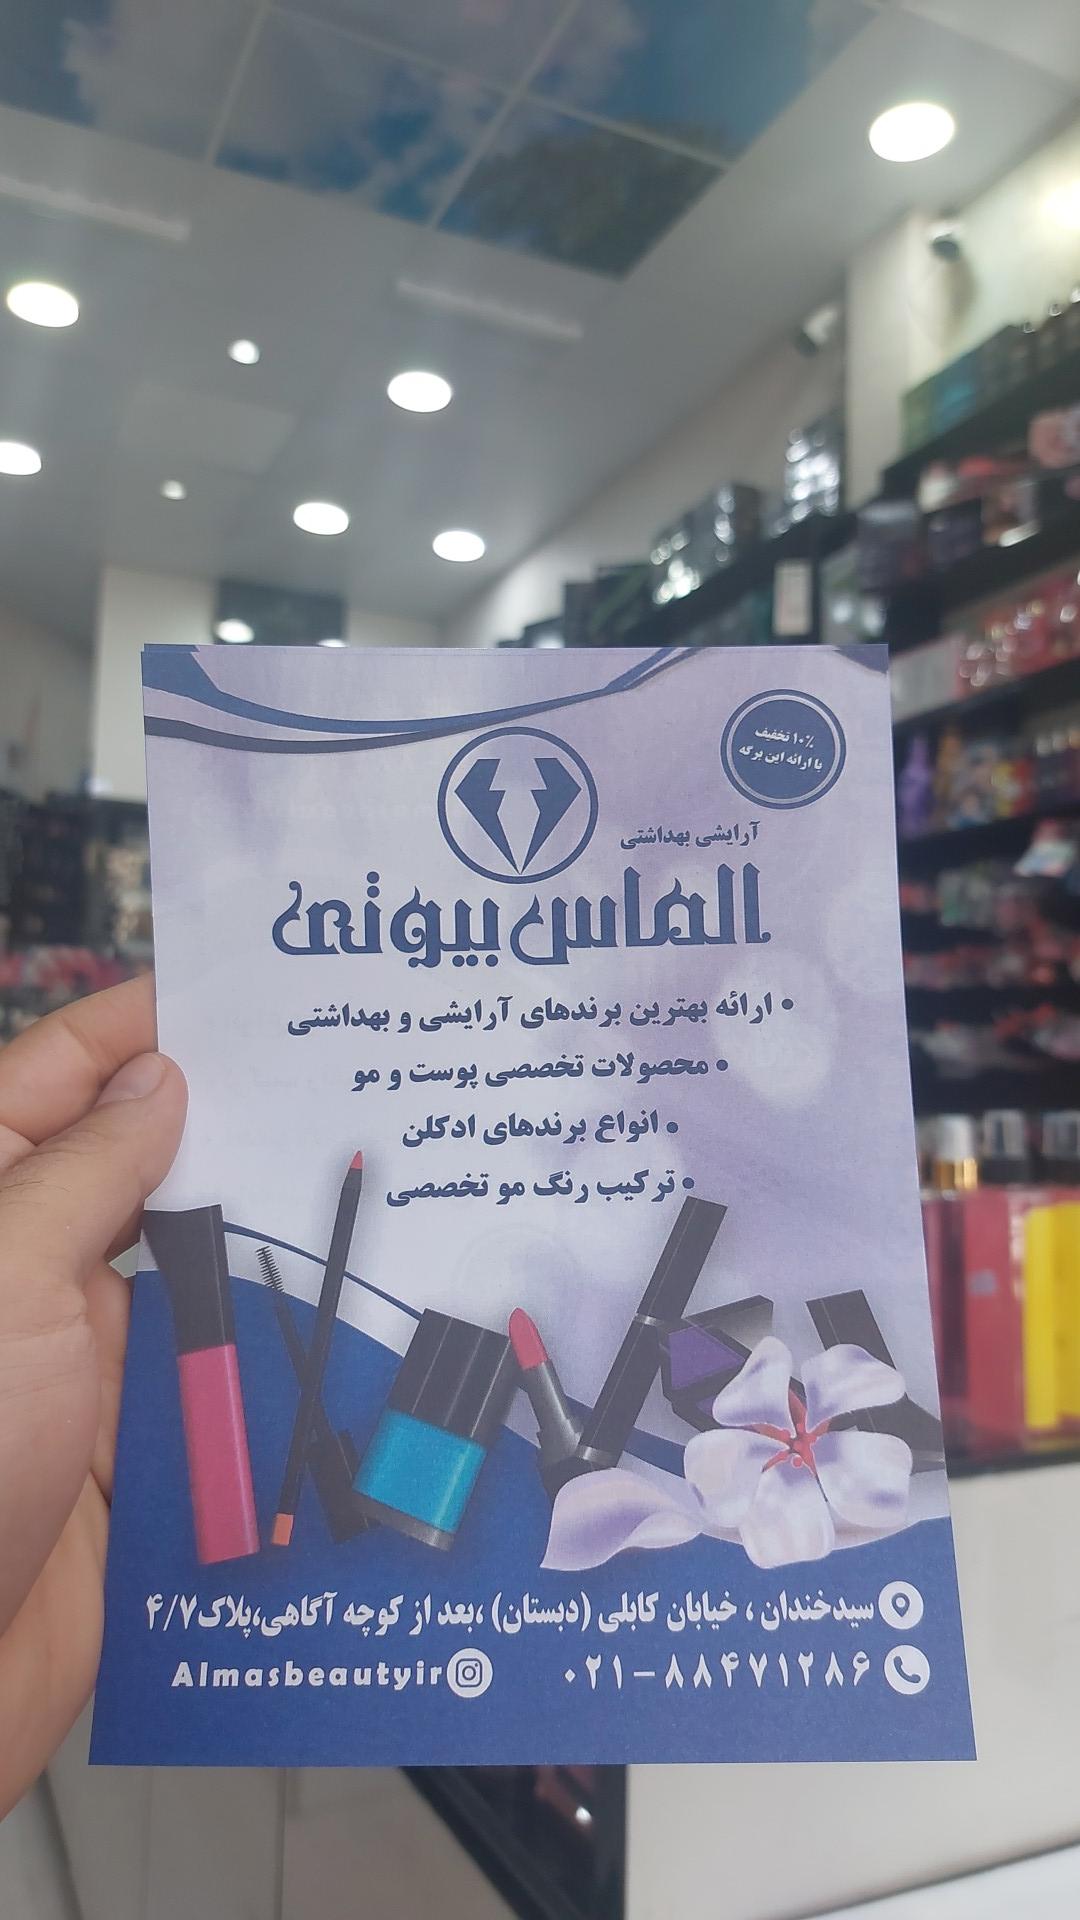 ۱۰٪ تخفیف
با ارائه این برگه
آرایشی بهداشتی
الماس بیوتی
• ارائه بهترین برندهای آرایشی و بهداشتی
• محصولات تخصصی پوست و مو
• انواع برندهای ادکلن
• ترکیب رنگ مو تخصصی
سیدخندان ، خیابان کابلی (دبستان) ،بعد از کوچه آگاهی،پلاک۴/۷
۰۲۱-۸۸۴۷۱۲۸۶
Almasbeautyir